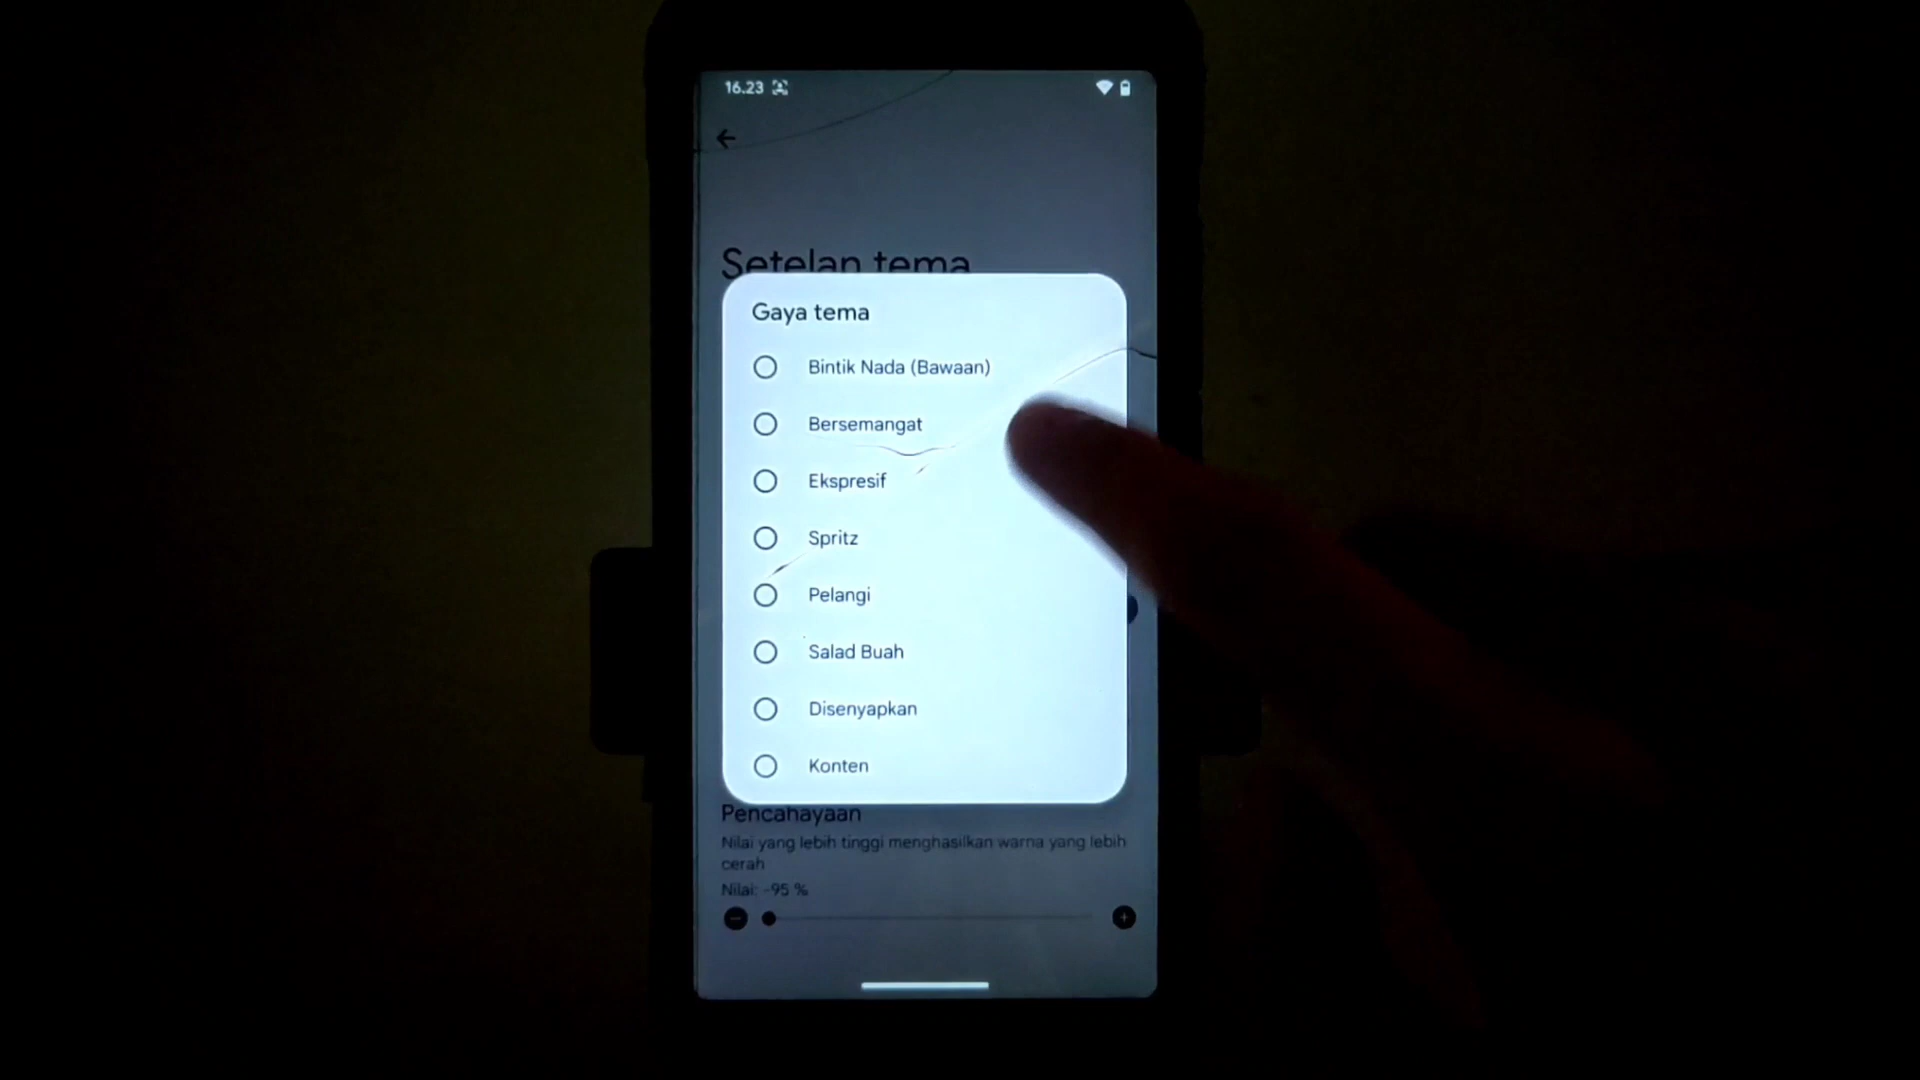 16.23
Setelan tema
Gaya tema
Bintik Nada (Bawaan)
Bersemangat
Ekspresif
Spritz
Pelangi
Salad Buah
Disenyapkan
Konten
Pencahayaan
Nilai yang lebih tinggi menghasilkan warna yang lebih
cerah
Nilai: -95 %